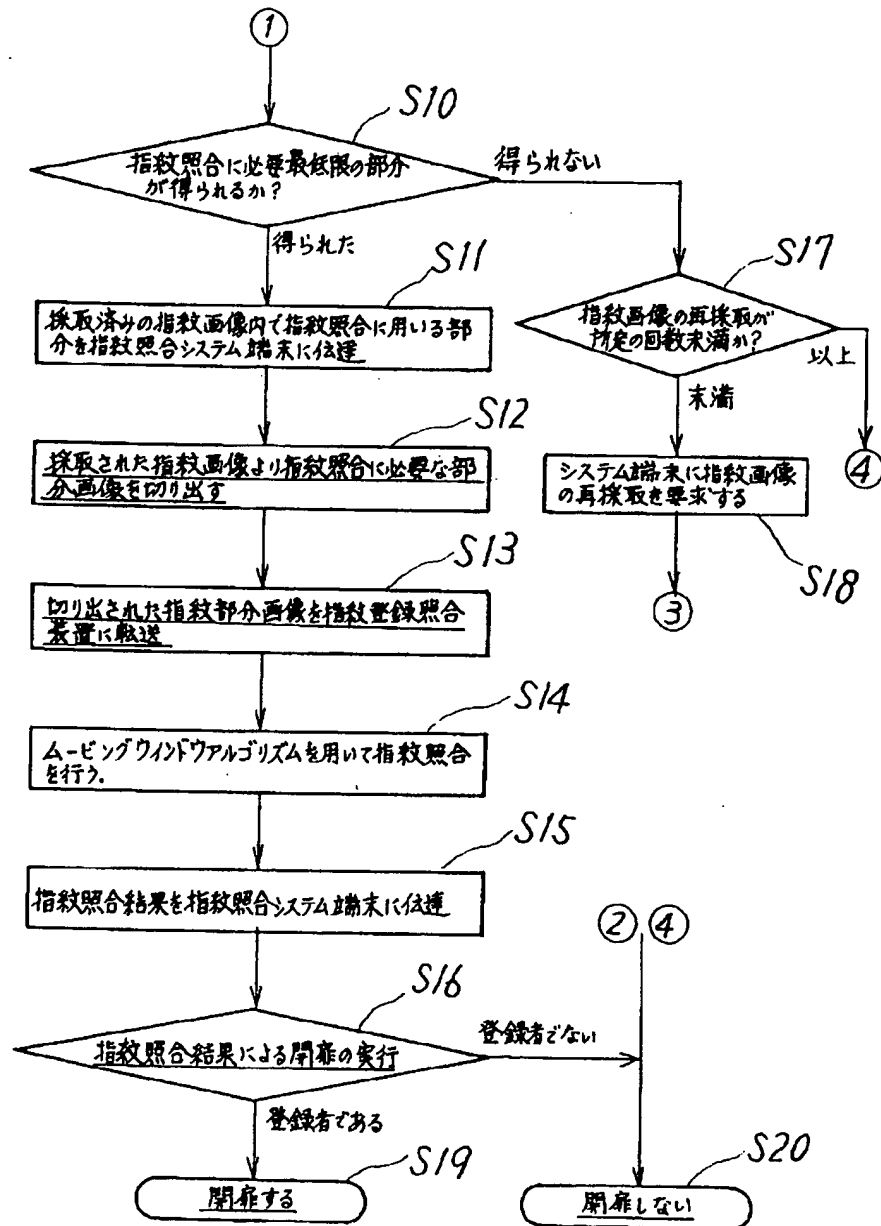 ①
S10
指紋照合に必要最低限の部分
が得られるか?
得られない
得られた
S11
採取済みの指紋画像内で指紋照合に用いる部
分を指紋照合システム端末に伝達
S17
指紋画像の再採取が
所定の回数未満か?
以上
未満
④
S12
採取された指紋画像より指紋照合に必要な部
分画像を切り出す
システム端末に指紋画像
の再採取を要求する
S18
③
S13
切り出された指紋部分画像を指紋登録照合
装置に転送
S14
ムービングウインドウアルゴリズムを用いて指紋照合
を行う.
S15
指紋照合結果を指紋照合システム端末に伝達
② ④
S16
指紋照合結果による開扉の実行
登録者でない
登録者である
S19
開扉する
S20
開扉しない